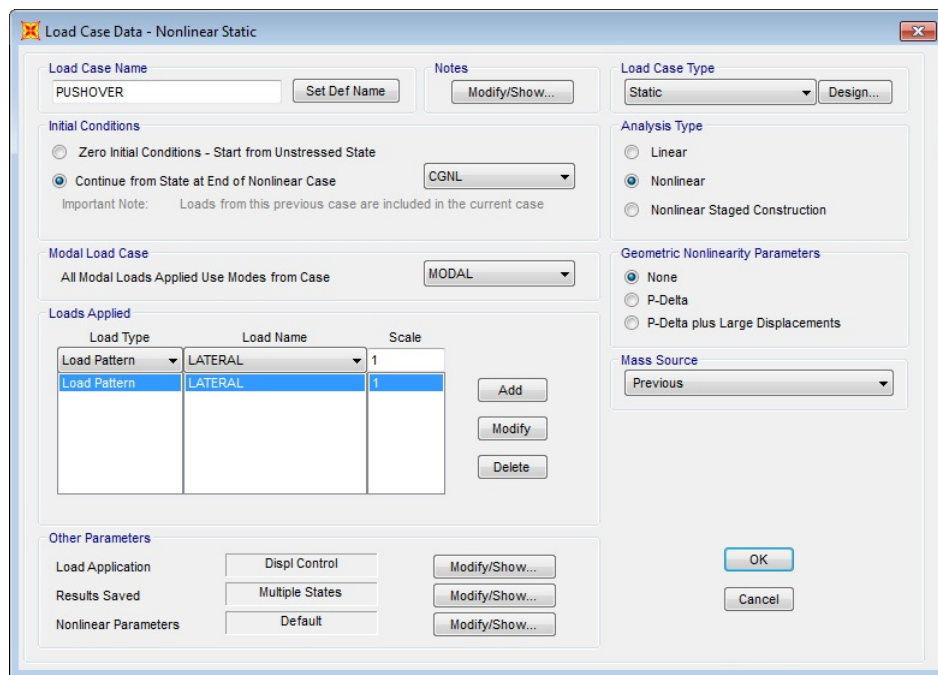 Load Case Data - Nonlinear Static
Load Case Name
PUSHOVER
Set Def Name
Notes
Modify/Show...
Load Case Type
Static
Design...
Initial Conditions
Zero Initial Conditions - Start from Unstressed State
Continue from State at End of Nonlinear Case
CGNL
Important Note: Loads from this previous case are included in the current case
Analysis Type
Linear
Nonlinear
Nonlinear Staged Construction
Modal Load Case
All Modal Loads Applied Use Modes from Case
MODAL
Geometric Nonlinearity Parameters
None
P-Delta
P-Delta plus Large Displacements
Loads Applied
Load Type Load Name Scale
Load Pattern LATERAL 1
Load Pattern LATERAL 1
Add
Modify
Delete
Mass Source
Previous
Other Parameters
Load Application Displ Control Modify/Show...
Results Saved Multiple States Modify/Show...
Nonlinear Parameters Default Modify/Show...
OK
Cancel